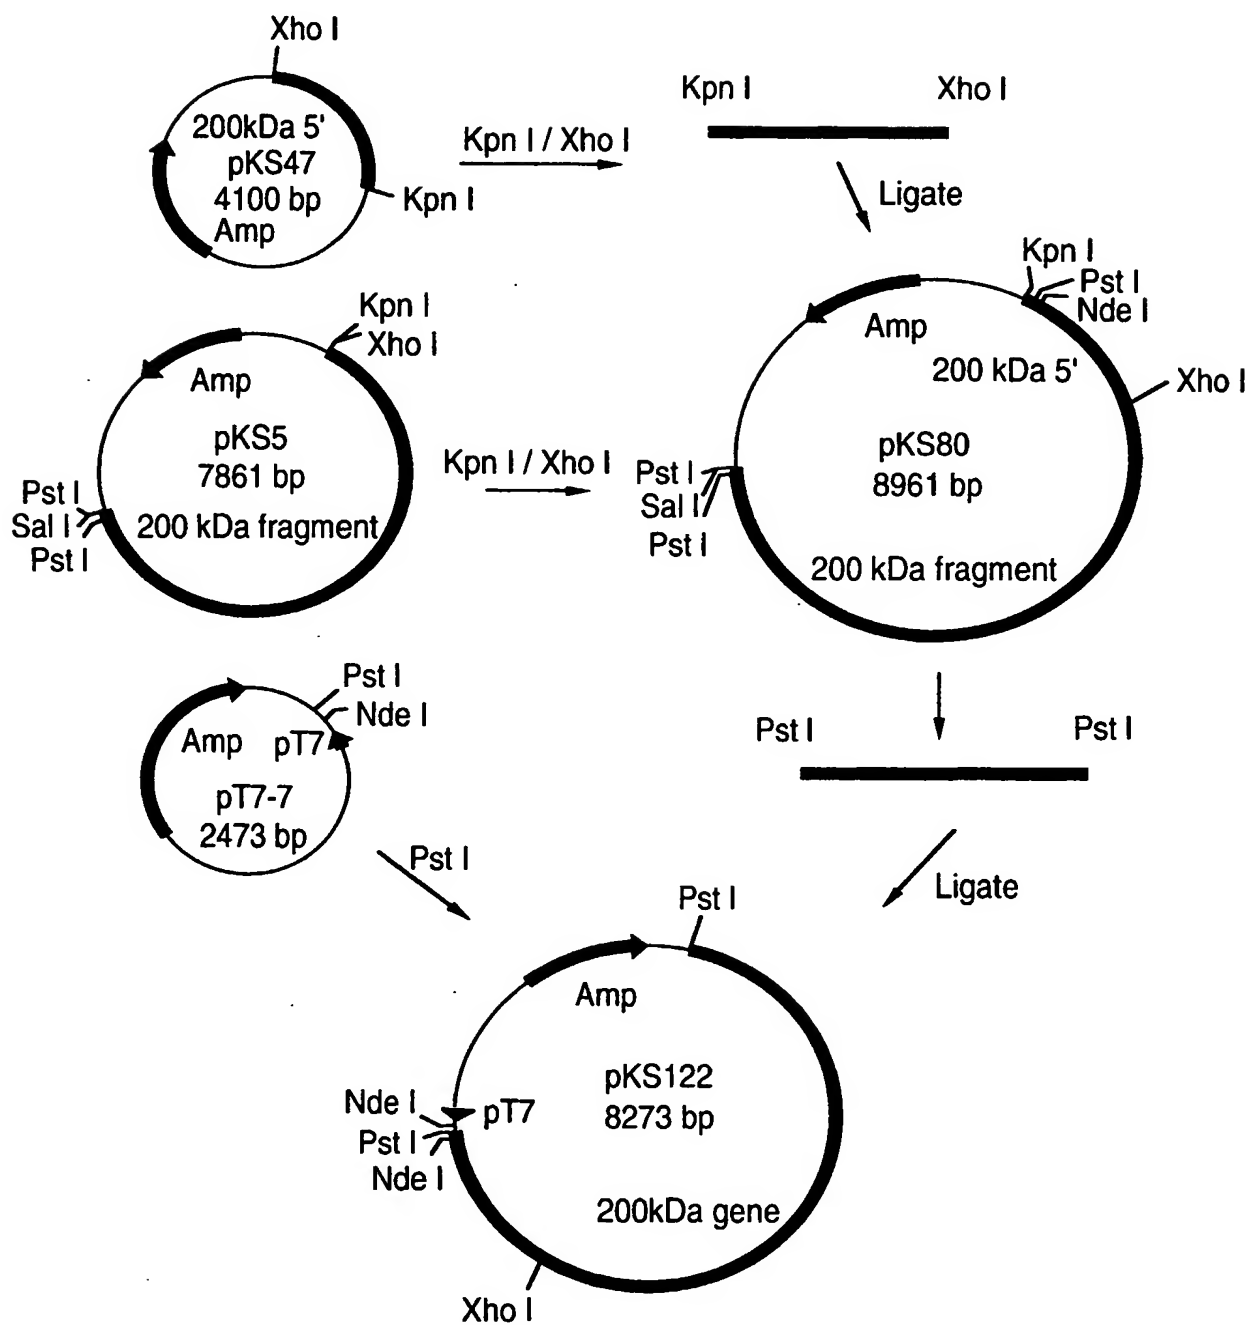 Xho I
200kDa 5'
pKS47
4100 bp
Amp
Kpn I
Kpn I / Xho I
Kpn I
Xho I
Ligate
Kpn I
Xho I
Amp
pKS5
7861 bp
Pst I
Sal I
Pst I
200 kDa fragment
Kpn I / Xho I
Kpn I
Pst I
Nde I
Amp
200 kDa 5'
Xho I
pKS80
8961 bp
Pst I
Sal I
Pst I
200 kDa fragment
Pst I
Nde I
Amp
pT7
pT7-7
2473 bp
Pst I
Pst I
Pst I
Ligate
Pst I
Amp
pKS122
8273 bp
Nde I
pT7
Pst I
Nde I
200kDa gene
Xho I